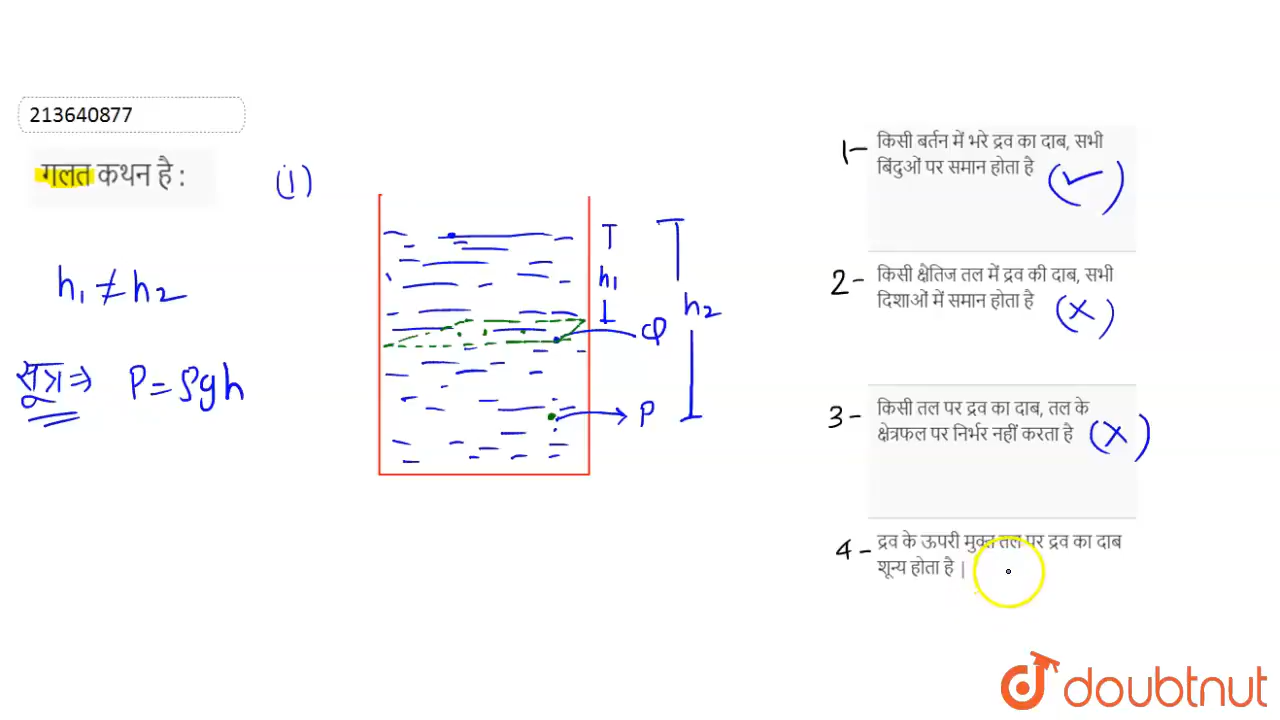 213640877
गलत कथन है :
(i)
h₁ ≠ h₂
सूत्र ⇒ P = ρgh
h₁
h₂
Q
P
1- किसी बर्तन में भरे द्रव का दाब, सभी
बिंदुओं पर समान होता है (✓)
2- किसी क्षैतिज तल में द्रव की दाब, सभी
दिशाओं में समान होता है (×)
3- किसी तल पर द्रव का दाब, तल के
क्षेत्रफल पर निर्भर नहीं करता है (×)
4- द्रव के ऊपरी मुक्त तल पर द्रव का दाब
शून्य होता है |
doubtnut